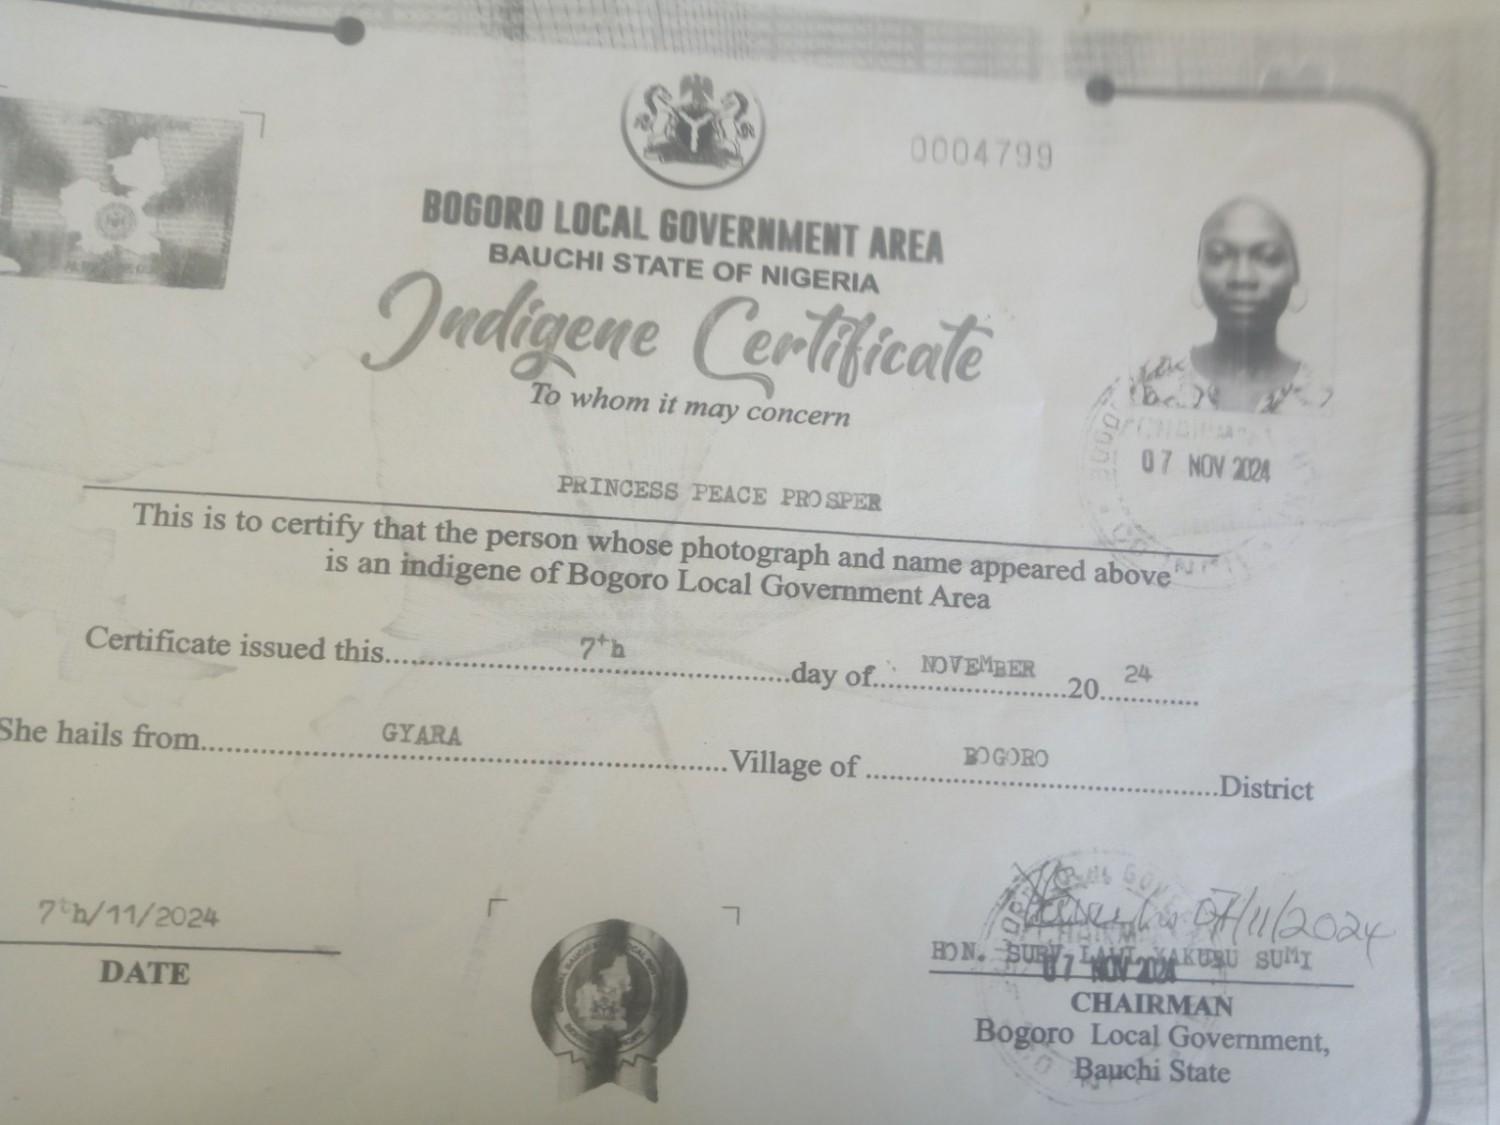 0004799
BOGORO LOCAL GOVERNMENT AREA
BAUCHI STATE OF NIGERIA
Indigene Certificate
To whom it may concern
07 NOV 2024
PRINCESS PEACE PROSPER
This is to certify that the person whose photograph and name appeared above
is an indigene of Bogoro Local Government Area
Certificate issued this 7th day of NOVEMBER 20 24
She hails from GYARA Village of BOGORO District
7th/11/2024
DATE
07/11/2024
HON. YAKUBU SUMI
07 NOV 2024
CHAIRMAN
Bogoro Local Government,
Bauchi State